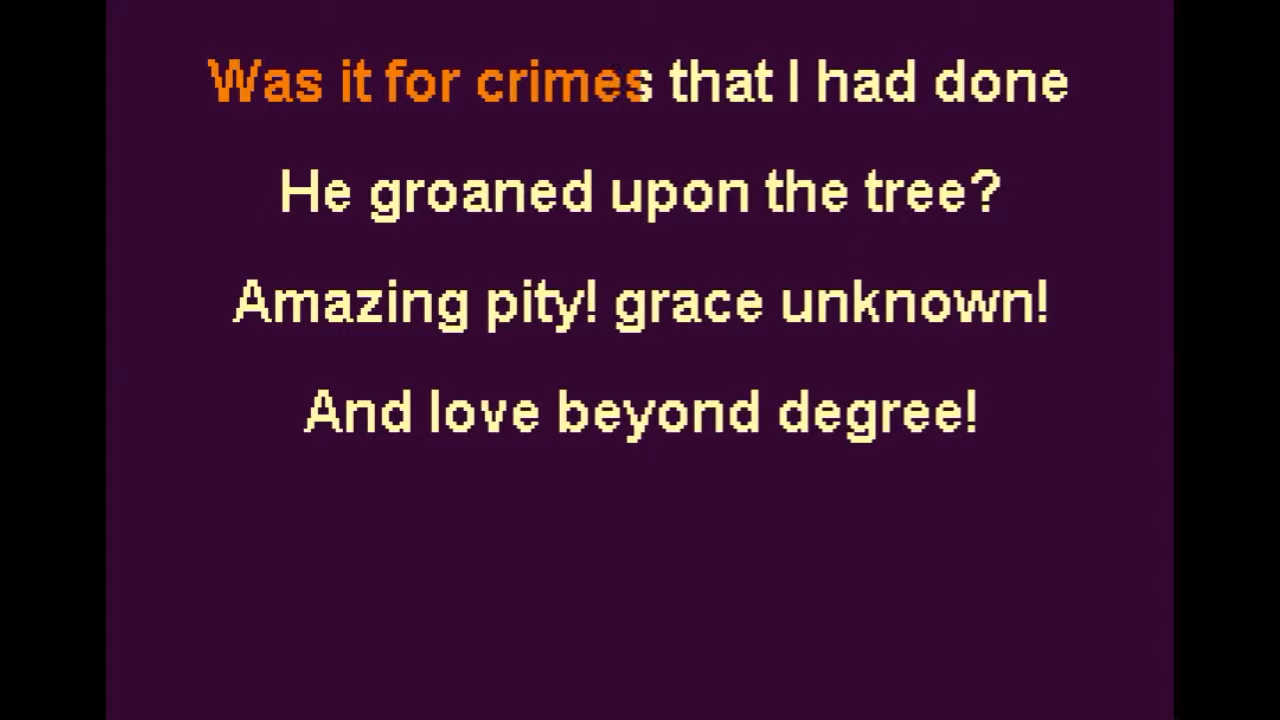 Was it for crimes that I had done
He groaned upon the tree?
Amazing pity! grace unknown!
And love beyond degree!